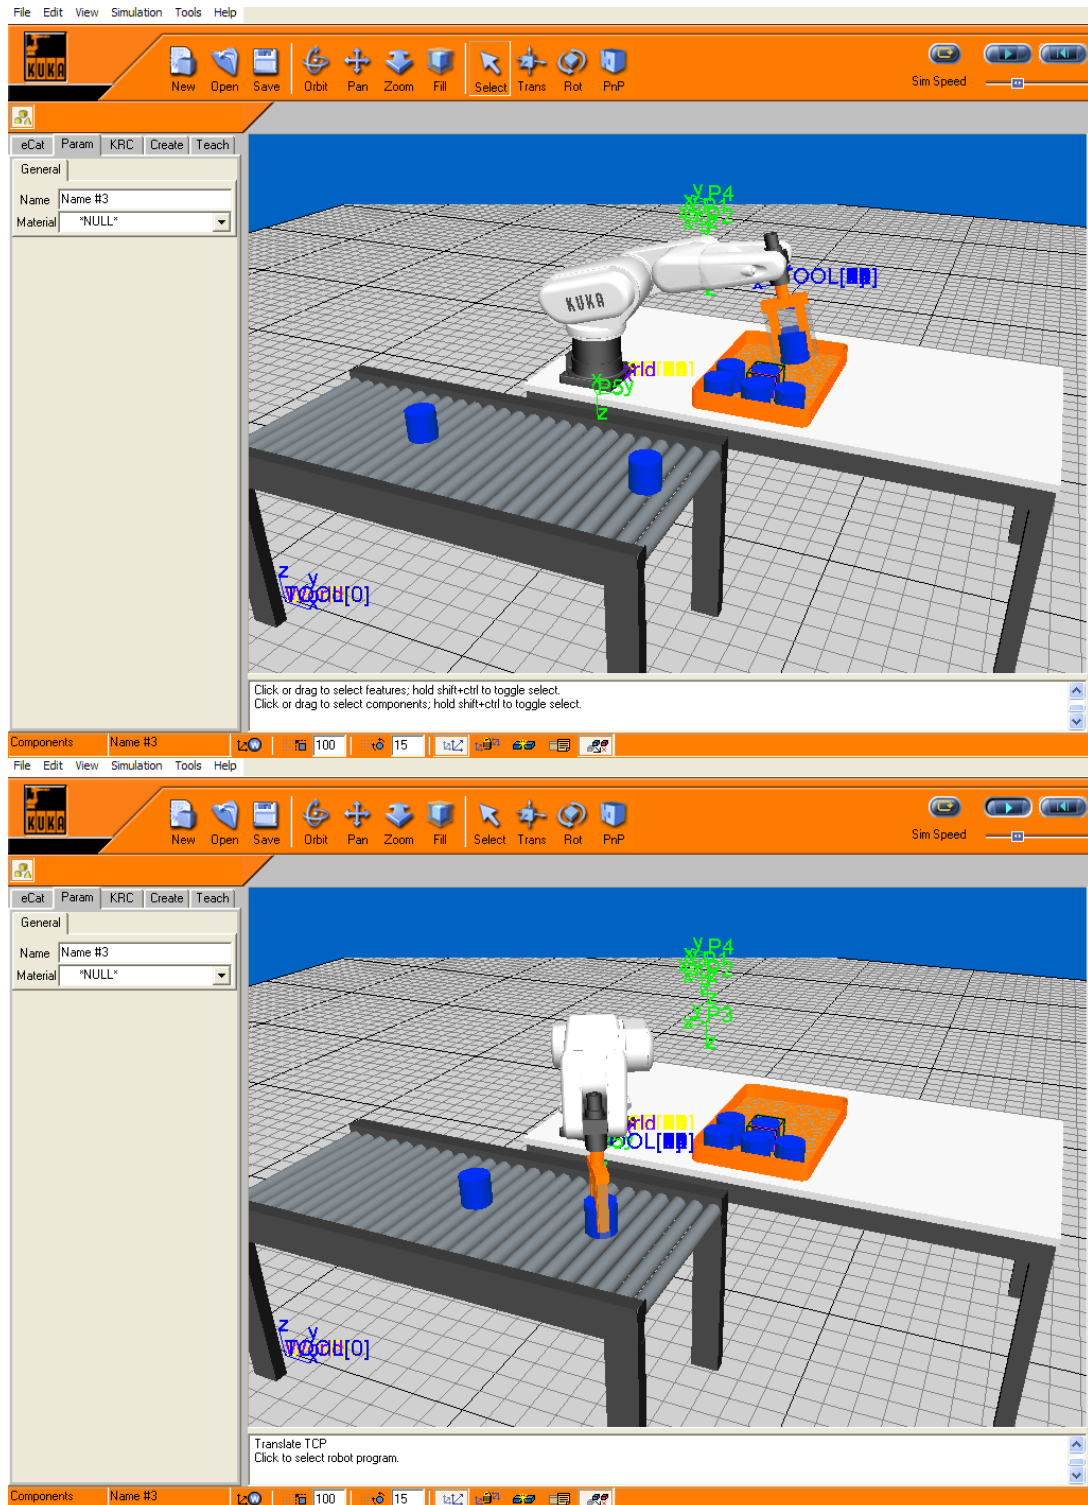 File Edit View Simulation Tools Help
KUKA
New Open Save Orbit Pan Zoom Fill Select Trans Rot PnP
Sim Speed
eCat Param KRC Create Teach
General
Name Name #3
Material *NULL*
y P4
KUKA
P5y
z
z y
TOOL[0]
Click or drag to select features; hold shift+ctrl to toggle select.
Click or drag to select components; hold shift+ctrl to toggle select.
Components Name #3 100 15
File Edit View Simulation Tools Help
KUKA
New Open Save Orbit Pan Zoom Fill Select Trans Rot PnP
Sim Speed
eCat Param KRC Create Teach
General
Name Name #3
Material *NULL*
y P4
z
z
y P3
x
z
z y
TOOL[0]
Translate TCP
Click to select robot program.
Components Name #3 100 15